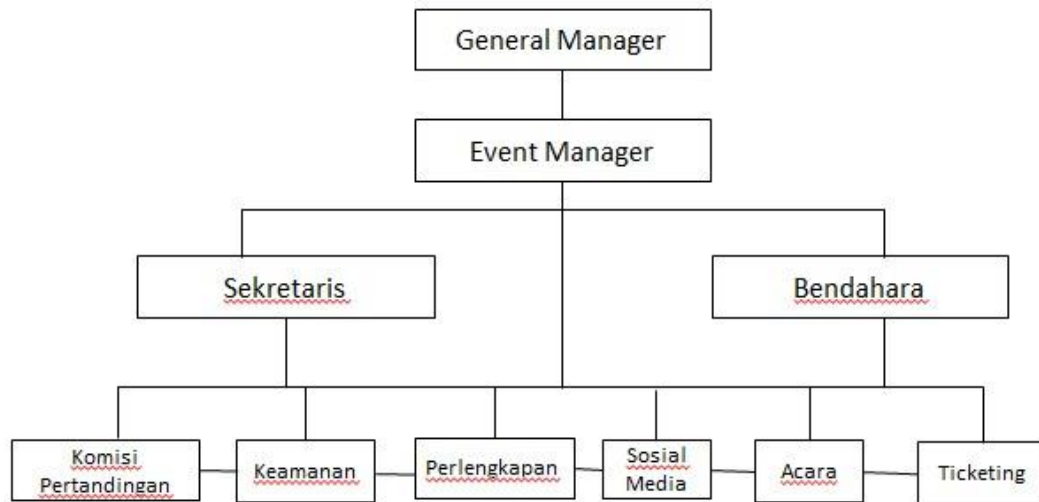 General Manager
Event Manager
Sekretaris
Bendahara
Komisi
Pertandingan
Keamanan
Perlengkapan
Sosial
Media
Acara
Ticketing